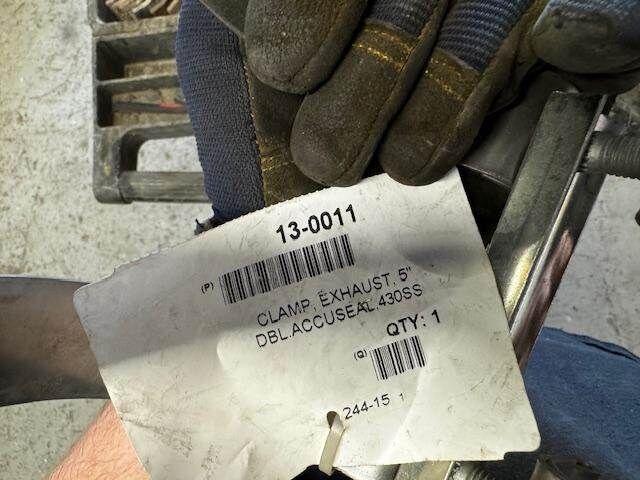 13-0011
(P)
CLAMP, EXHAUST, 5"
DBL.ACCUSEAL.430SS
QTY: 1
(Q)
244-15 1